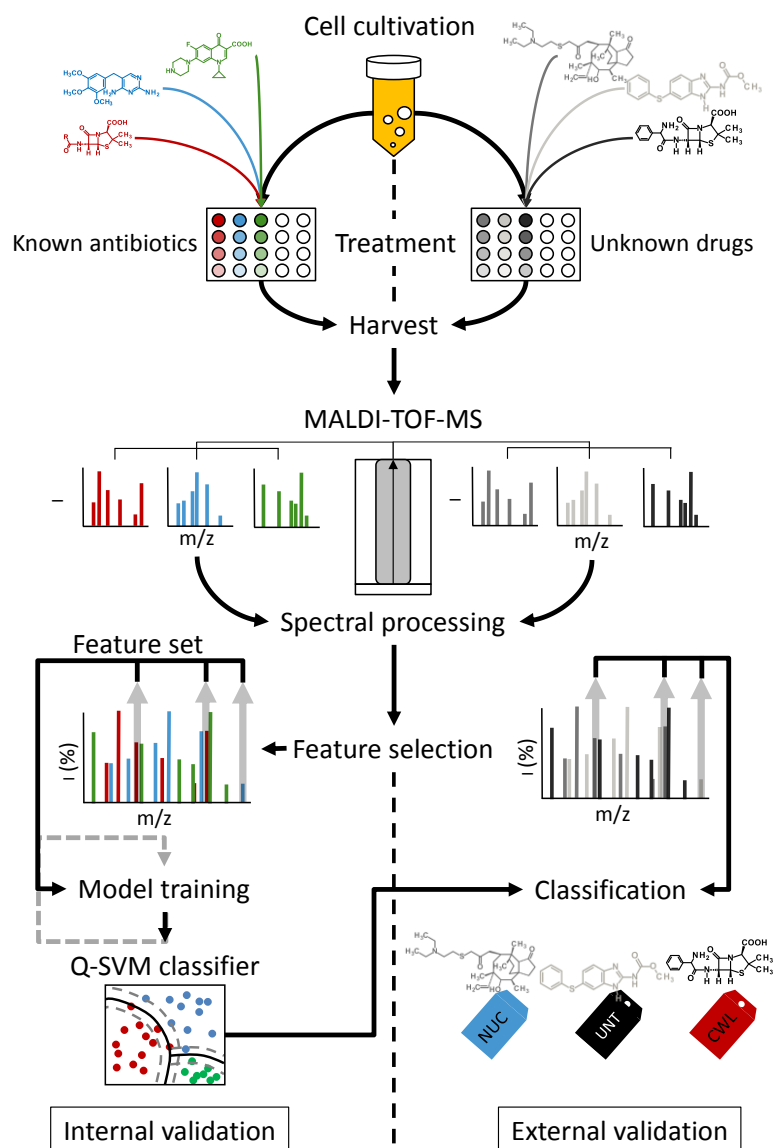 Cell cultivation
Known antibiotics
Treatment
Unknown drugs
Harvest
MALDI-TOF-MS
m/z
m/z
Spectral processing
Feature set
I (%)
m/z
Feature selection
I (%)
m/z
Model training
Classification
Q-SVM classifier
NUC
UNT
CWL
Internal validation
External validation